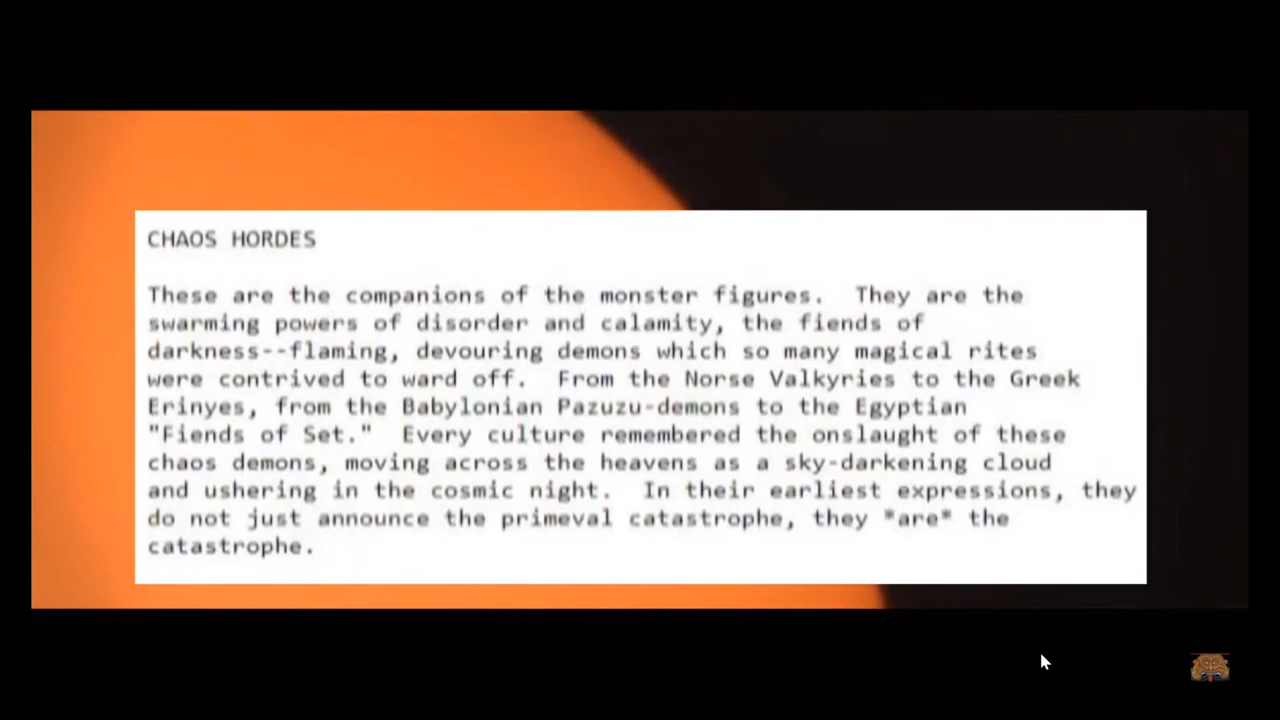 CHAOS HORDES
These are the companions of the monster figures.  They are the
swarming powers of disorder and calamity, the fiends of
darkness--flaming, devouring demons which so many magical rites
were contrived to ward off.  From the Norse Valkyries to the Greek
Erinyes, from the Babylonian Pazuzu-demons to the Egyptian
"Fiends of Set."  Every culture remembered the onslaught of these
chaos demons, moving across the heavens as a sky-darkening cloud
and ushering in the cosmic night.  In their earliest expressions, they
do not just announce the primeval catastrophe, they *are* the
catastrophe.